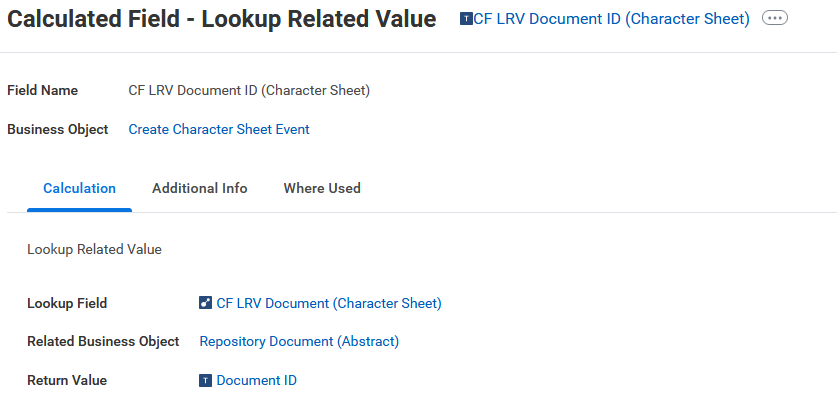 Calculated Field - Lookup Related Value T CF LRV Document ID (Character Sheet)
Field Name CF LRV Document ID (Character Sheet)
Business Object Create Character Sheet Event
Calculation Additional Info Where Used
Lookup Related Value
Lookup Field CF LRV Document (Character Sheet)
Related Business Object Repository Document (Abstract)
Return Value T Document ID